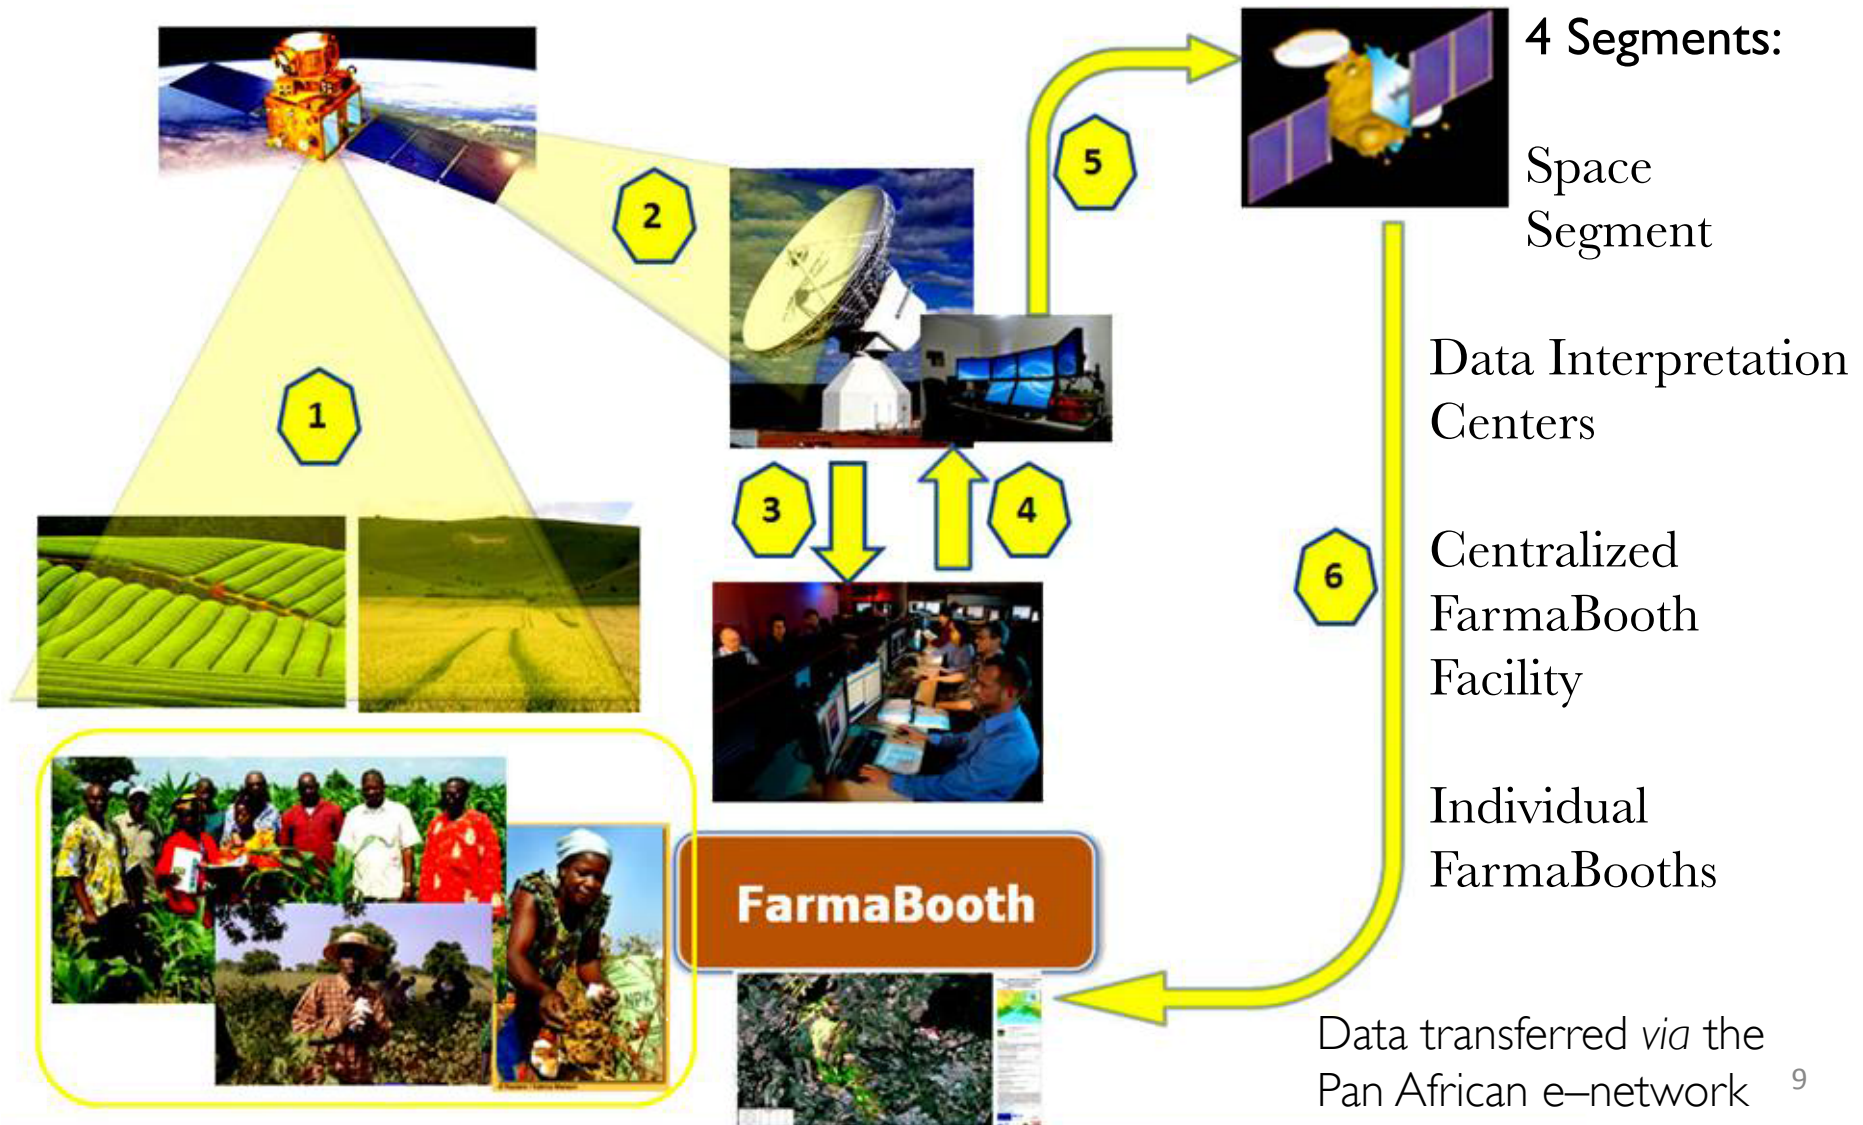 4 Segments:
Space
Segment
Data Interpretation
Centers
Centralized
FarmaBooth
Facility
Individual
FarmaBooths
Data transferred via the
Pan African e–network
9
1
2
3
4
5
6
FarmaBooth
NPK